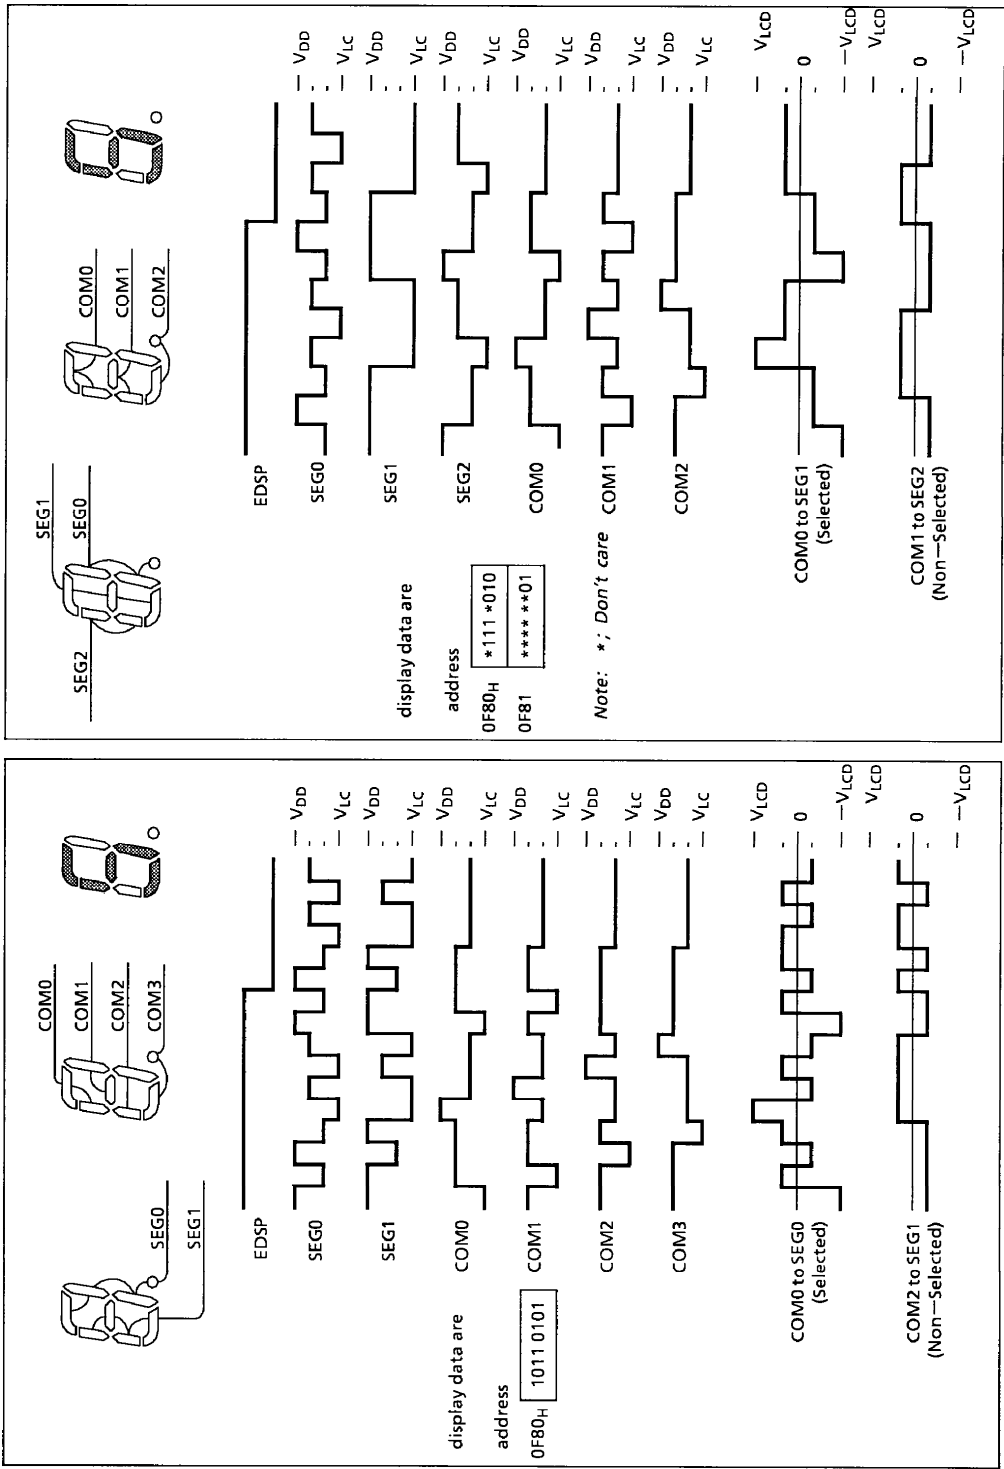 SEG0
SEG1
COM0
COM1
COM2
COM3
display data are
address
0F80H 1011 0101
EDSP
SEG0
VDD
VLC
SEG1
VDD
VLC
COM0
VDD
VLC
COM1
VDD
VLC
COM2
VDD
VLC
COM3
VDD
VLC
COM0 to SEG0
(Selected)
VLCD
0
—VLCD
COM2 to SEG1
(Non—Selected)
VLCD
0
—VLCD
SEG1
SEG0
SEG2
COM0
COM1
COM2
display data are
address
0F80H *111 *010
0F81 **** **01
Note: *; Don't care
EDSP
SEG0
VDD
VLC
SEG1
VDD
VLC
SEG2
VDD
VLC
COM0
VDD
VLC
COM1
VDD
VLC
COM2
VDD
VLC
COM0 to SEG1
(Selected)
VLCD
0
—VLCD
COM1 to SEG2
(Non—Selected)
VLCD
0
—VLCD